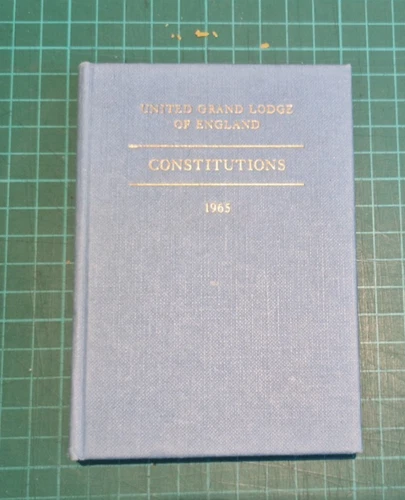 UNITED GRAND LODGE
OF ENGLAND
CONSTITUTIONS
1965